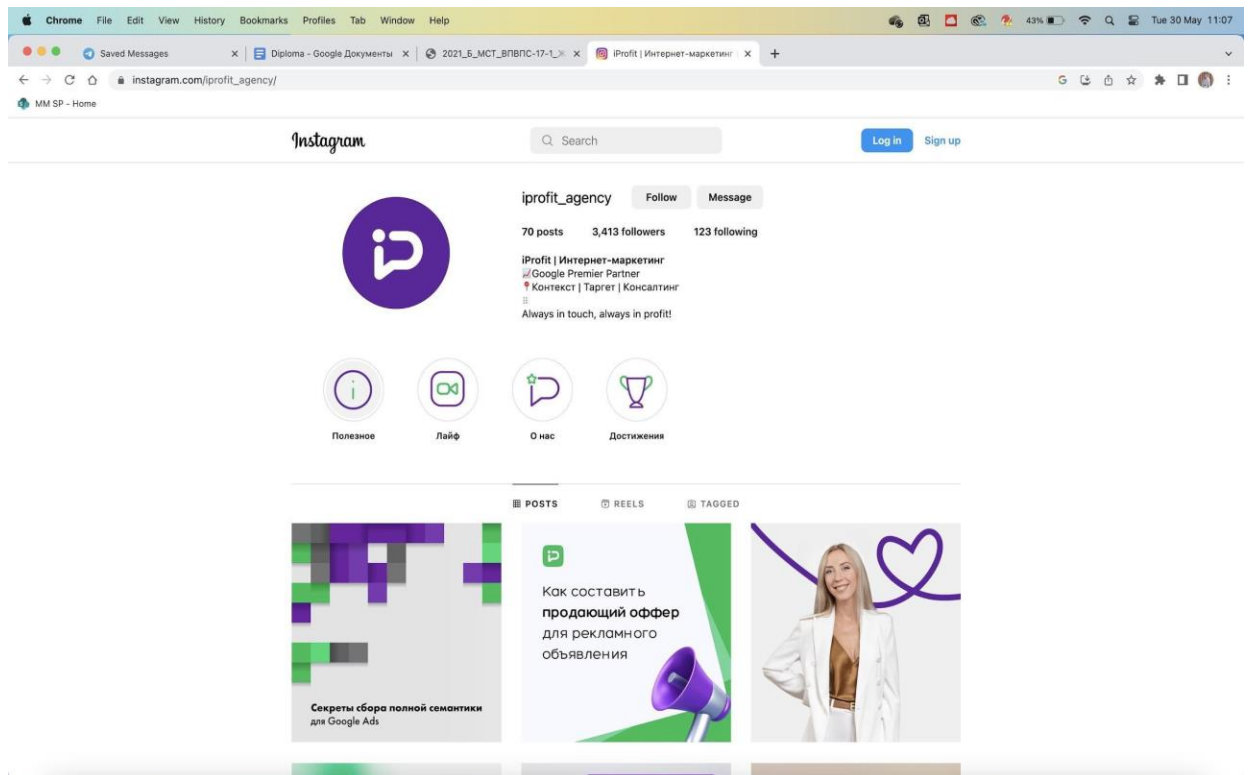 Chrome File Edit View History Bookmarks Profiles Tab Window Help 43% Tue 30 May 11:07
Saved Messages Diploma - Google Документы 2021_Б_МСТ_ВПВПС-17-1_Ж iProfit | Интернет-маркетинг
instagram.com/iprofit_agency/
MM SP - Home
Instagram Search Log in Sign up
iprofit_agency Follow Message
70 posts 3,413 followers 123 following
iProfit | Интернет-маркетинг
Google Premier Partner
Контекст | Таргет | Консалтинг
Always in touch, always in profit!
Полезное Лайф О нас Достижения
POSTS REELS TAGGED
Секреты сбора полной семантики
для Google Ads
Как составить
продающий оффер
для рекламного
объявления